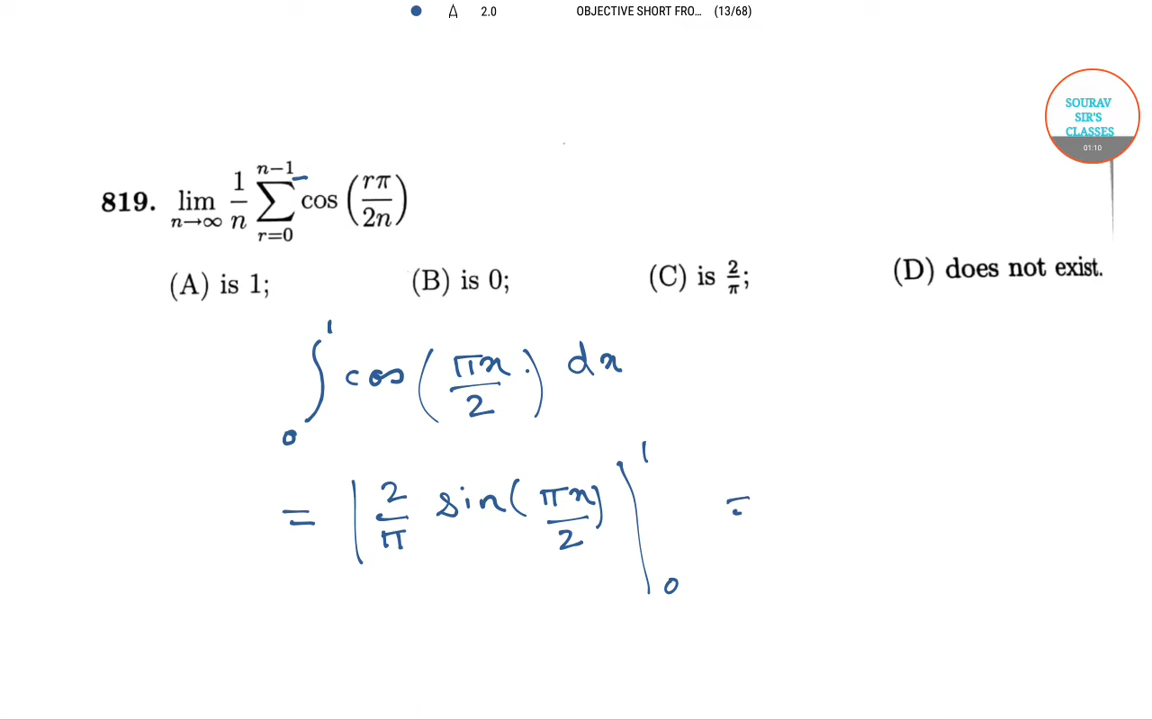 2.0 OBJECTIVE SHORT FRO... (13/68)
SOURAV
SIR'S
CLASSES
01:10
819. lim_{n→∞} 1/n ∑_{r=0}^{n−1} cos (rπ/2n)
(A) is 1; (B) is 0; (C) is 2/π; (D) does not exist.
∫_0^1 cos (πx/2) dx
= | 2/π sin(πx/2) |_0^1 =